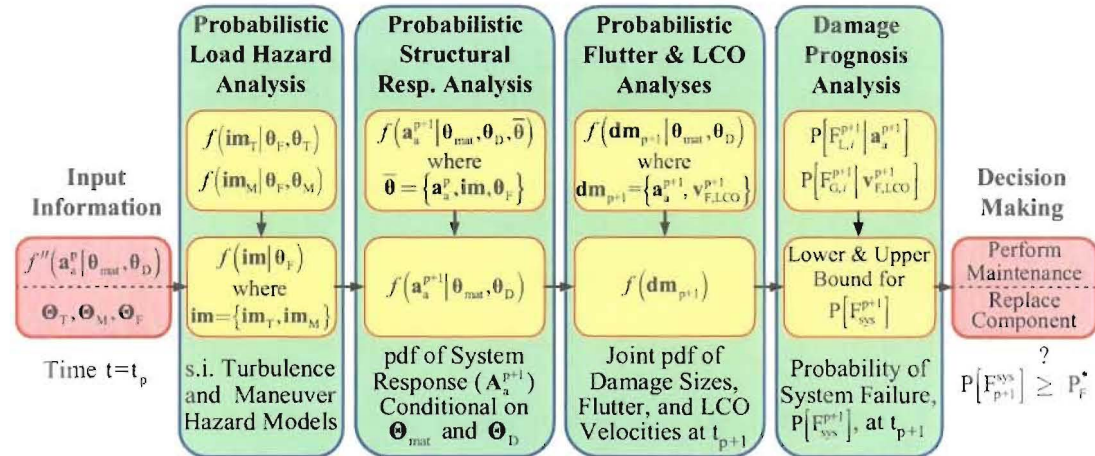 Input
Information
f″(a_a^p|θ_mat,θ_D)
Θ_T,Θ_M,Θ_F
Time t=t_p
Probabilistic
Load Hazard
Analysis
f(im_T|θ_F,θ_T)
f(im_M|θ_F,θ_M)
f(im|θ_F)
where
im={im_T,im_M}
s.i. Turbulence
and Maneuver
Hazard Models
Probabilistic
Structural
Resp. Analysis
f(a_a^{p+1}|θ_mat,θ_D,θ̅)
where
θ̅={a_a^p,im,θ_F}
f(a_a^{p+1}|θ_mat,θ_D)
pdf of System
Response (A_a^{p+1})
Conditional on
Θ_mat and Θ_D
Probabilistic
Flutter & LCO
Analyses
f(dm_{p+1}|θ_mat,θ_D)
where
dm_{p+1}={a_a^{p+1},v_{F,LCO}^{p+1}}
f(dm_{p+1})
Joint pdf of
Damage Sizes,
Flutter, and LCO
Velocities at t_{p+1}
Damage
Prognosis
Analysis
P[F_{L,i}^{p+1}|a_a^{p+1}]
P[F_{G,i}^{p+1}|v_{F,LCO}^{p+1}]
Lower & Upper
Bound for
P[F_sys^{p+1}]
Probability of
System Failure,
P[F_sys^{p+1}], at t_{p+1}
Decision
Making
Perform
Maintenance
Replace
Component
?
P[F_{p+1}^{sys}] ≥ P_F^*